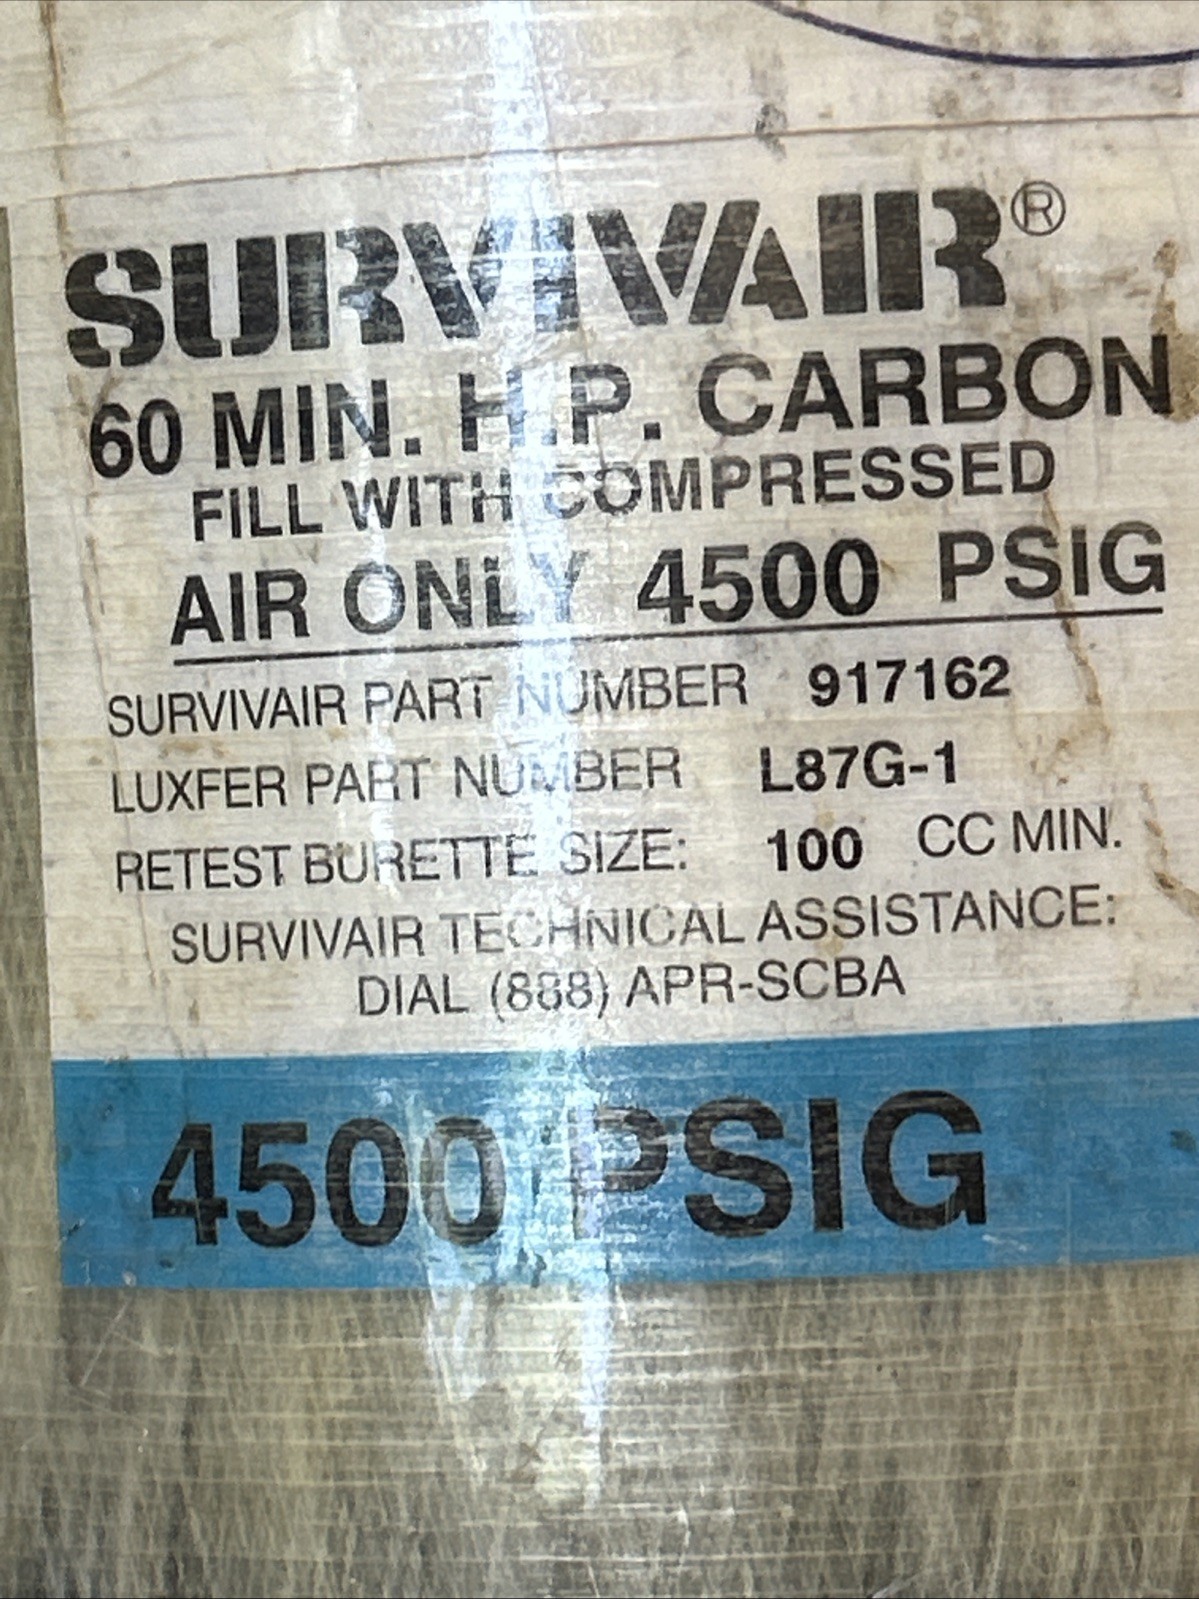 SURVIVAIR®
60 MIN. H.P. CARBON
FILL WITH COMPRESSED
AIR ONLY 4500 PSIG
SURVIVAIR PART NUMBER 917162
LUXFER PART NUMBER L87G-1
RETEST BURETTE SIZE: 100 CC MIN.
SURVIVAIR TECHNICAL ASSISTANCE:
DIAL (888) APR-SCBA
4500 PSIG